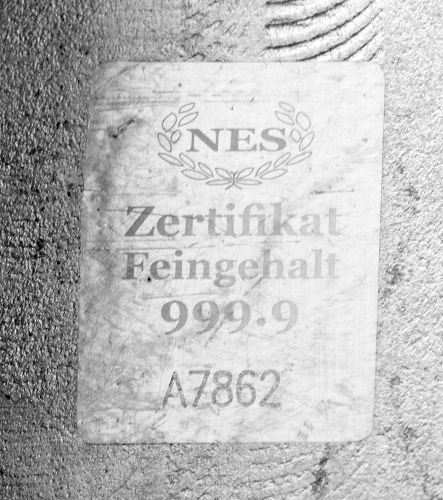 NES
Zertifikat
Feingehalt
999.9
A7862